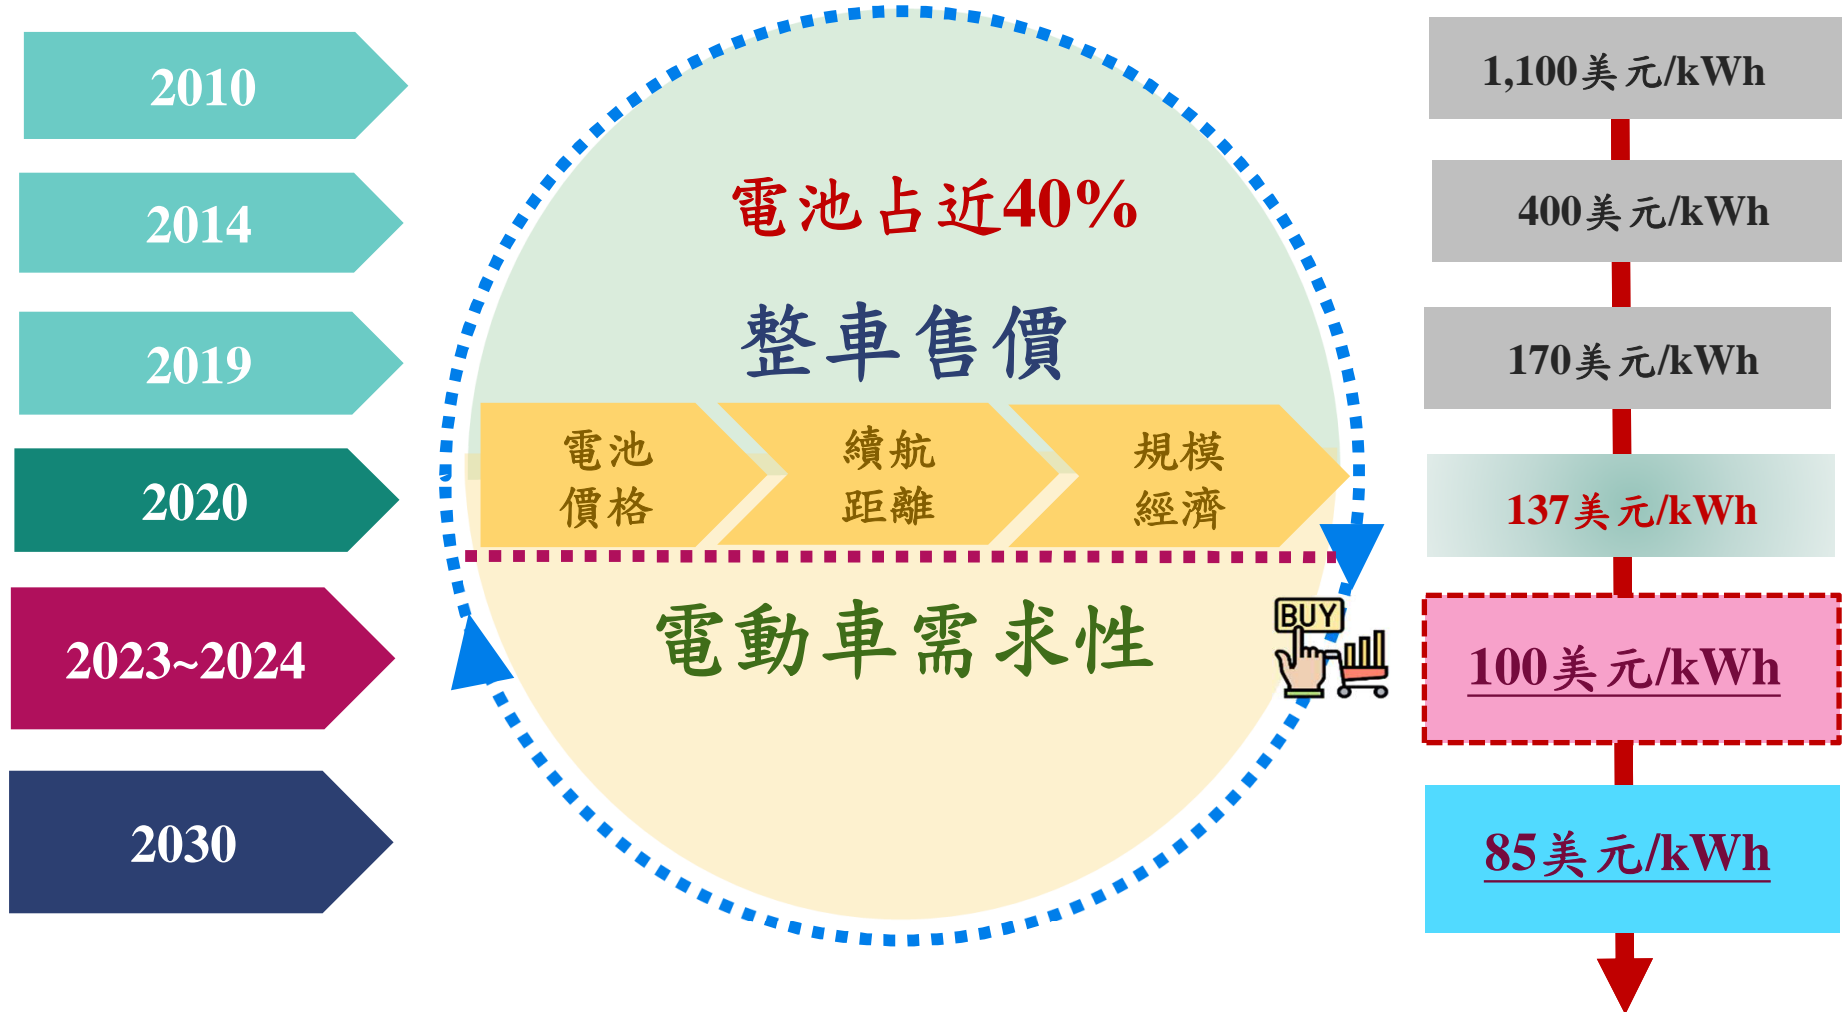 2010
2014
2019
2020
2023~2024
2030
電池占近40%
整車售價
電池
價格
續航
距離
規模
經濟
電動車需求性
BUY
1,100美元/kWh
400美元/kWh
170美元/kWh
137美元/kWh
100美元/kWh
85美元/kWh